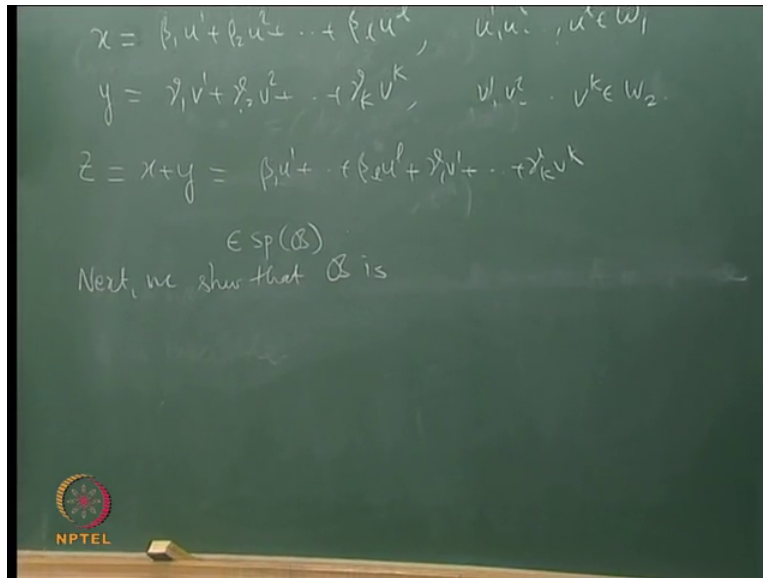 x = β₁u¹ + β₂u² + ·· + βₗuˡ, u¹, u², ·, uˡ ∈ W₁
y = γ₁v¹ + γ₂v² + ·· + γₖvᵏ, v¹, v² ·· vᵏ ∈ W₂.
z = x+y = β₁u¹ + ·· + βₗuˡ + γ₁v¹ + ·· + γₖvᵏ
∈ sp(ℬ)
Next, we show that ℬ is
NPTEL